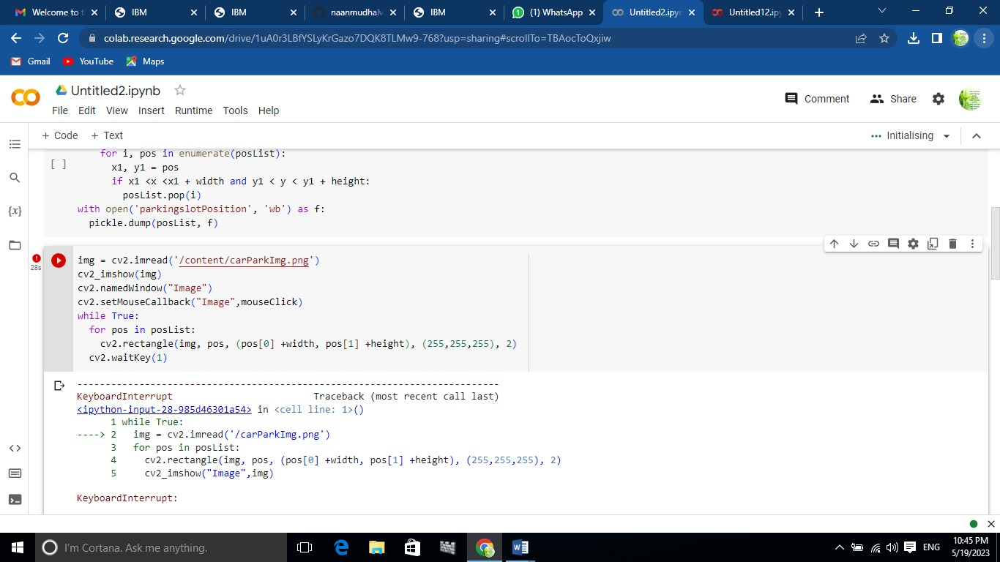 Welcome to t
IBM
IBM
naanmudhalv
IBM
(1) WhatsApp
Untitled2.ipyn
Untitled12.ipy
colab.research.google.com/drive/1uA0r3LBfYSLyKrGazo7DQK8TLMw9-768?usp=sharing#scrollTo=TBAocToQxjiw
Gmail YouTube Maps
Untitled2.ipynb
Comment Share
File Edit View Insert Runtime Tools Help
+ Code + Text
Initialising
for i, pos in enumerate(posList):
[ ]
x1, y1 = pos
if x1 <x <x1 + width and y1 < y < y1 + height:
posList.pop(i)
with open('parkingslotPosition', 'wb') as f:
pickle.dump(posList, f)
28s
img = cv2.imread('/content/carParkImg.png')
cv2_imshow(img)
cv2.namedWindow("Image")
cv2.setMouseCallback("Image",mouseClick)
while True:
for pos in posList:
cv2.rectangle(img, pos, (pos[0] +width, pos[1] +height), (255,255,255), 2)
cv2.waitKey(1)
---------------------------------------------------------------------------
KeyboardInterrupt Traceback (most recent call last)
<ipython-input-28-985d46301a54> in <cell line: 1>()
1 while True:
----> 2 img = cv2.imread('/carParkImg.png')
3 for pos in posList:
4 cv2.rectangle(img, pos, (pos[0] +width, pos[1] +height), (255,255,255), 2)
5 cv2_imshow("Image",img)
KeyboardInterrupt:
I'm Cortana. Ask me anything.
ENG
10:45 PM
5/19/2023